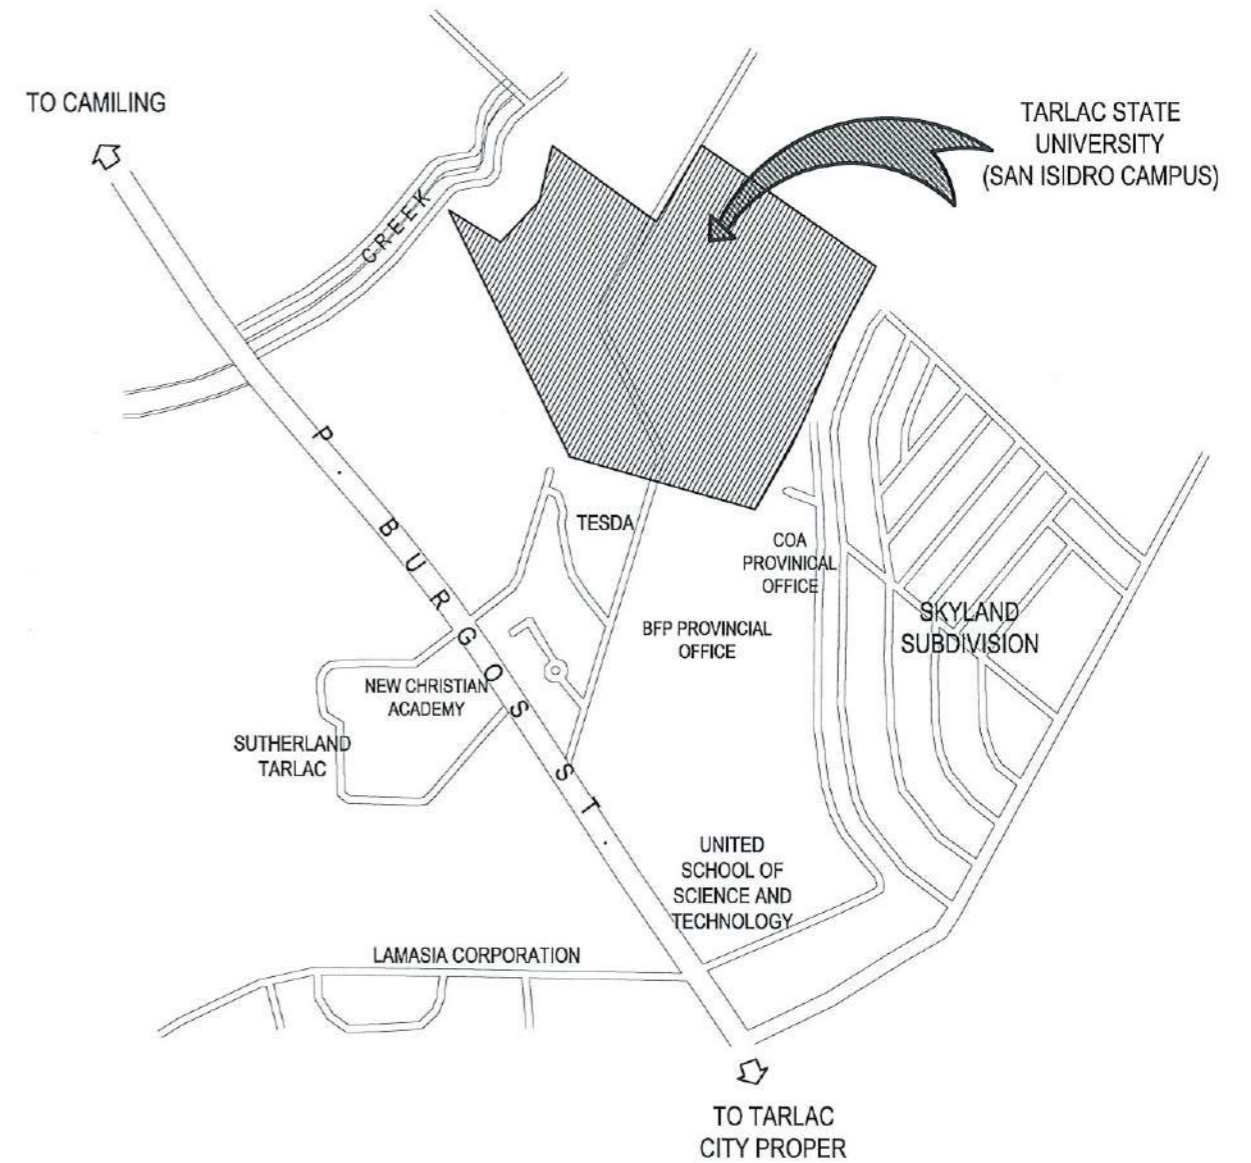 TO CAMILING
TARLAC STATE
UNIVERSITY
(SAN ISIDRO CAMPUS)
CREEK
P. BURGOS ST.
TESDA
COA
PROVINICAL
OFFICE
BFP PROVINCIAL
OFFICE
SKYLAND
SUBDIVISION
NEW CHRISTIAN
ACADEMY
SUTHERLAND
TARLAC
UNITED
SCHOOL OF
SCIENCE AND
TECHNOLOGY
LAMASIA CORPORATION
TO TARLAC
CITY PROPER